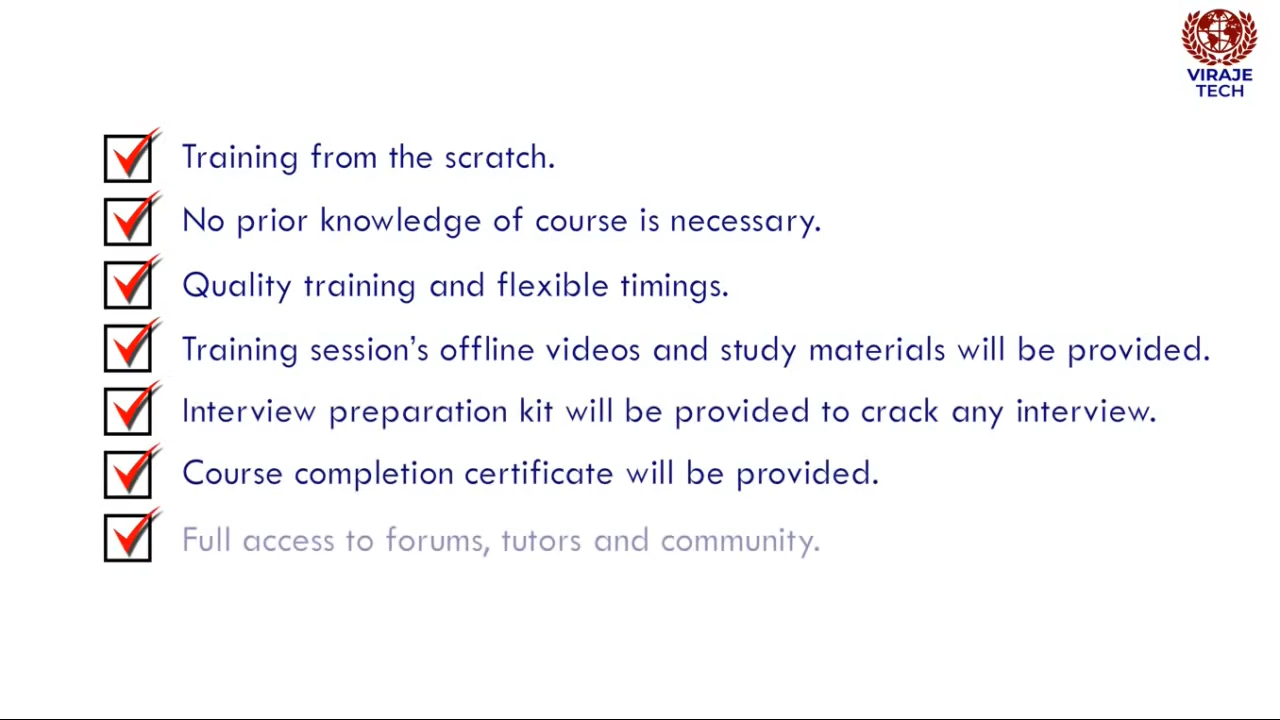 VIRAJE
TECH
Training from the scratch.
No prior knowledge of course is necessary.
Quality training and flexible timings.
Training session's offline videos and study materials will be provided.
Interview preparation kit will be provided to crack any interview.
Course completion certificate will be provided.
Full access to forums, tutors and community.